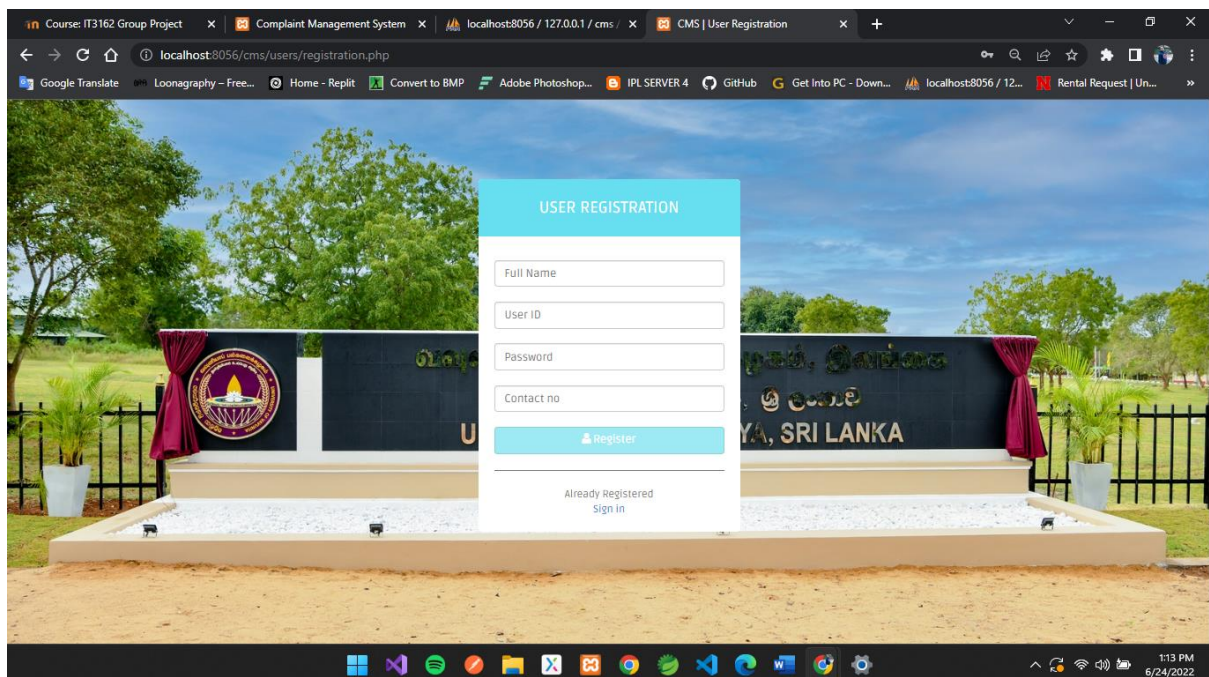 Course: IT3162 Group Project
Complaint Management System
localhost:8056 / 127.0.0.1 / cms /
CMS | User Registration
localhost:8056/cms/users/registration.php
Google Translate
Loonagraphy – Free...
Home - Replit
Convert to BMP
Adobe Photoshop...
IPL SERVER 4
GitHub
Get Into PC - Down...
localhost:8056 / 12...
Rental Request | Un...
»
USER REGISTRATION
Full Name
User ID
Password
Contact no
Register
Already Registered
Sign in
ශ්‍රී ලංකාව
U
YA, SRI LANKA
1:13 PM
6/24/2022